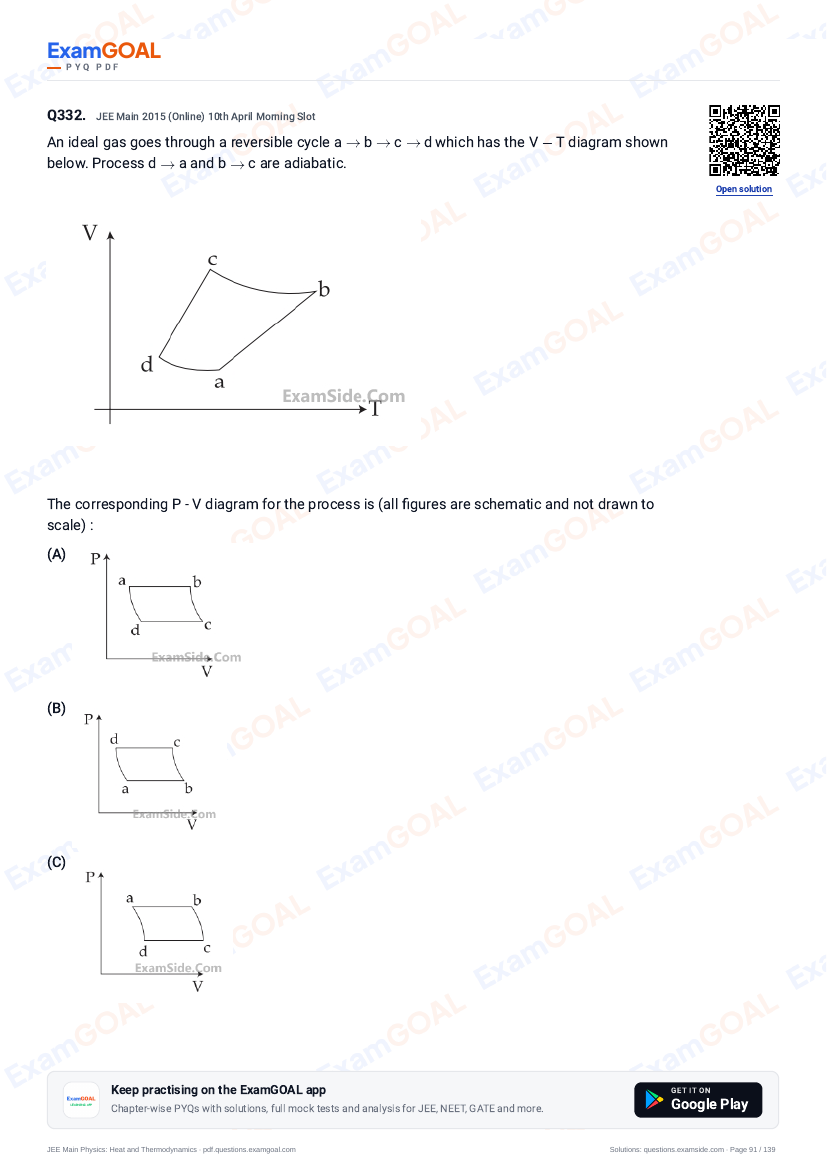 ExamGOAL
PYQ PDF
Q332. JEE Main 2015 (Online) 10th April Morning Slot
An ideal gas goes through a reversible cycle a → b → c → d which has the V − T diagram shown
below. Process d → a and b → c are adiabatic.
Open solution
V
c
b
d
a
ExamSide.Com
T
The corresponding P - V diagram for the process is (all figures are schematic and not drawn to
scale) :
(A)
P
a b
d c
ExamSide.Com
V
(B)
P
d c
a b
ExamSide.Com
V
(C)
P
a b
d c
ExamSide.Com
V
ExamGOAL
Keep practising on the ExamGOAL app
Chapter-wise PYQs with solutions, full mock tests and analysis for JEE, NEET, GATE and more.
GET IT ON
Google Play
JEE Main Physics: Heat and Thermodynamics · pdf.questions.examgoal.com
Solutions: questions.examside.com · Page 91 / 139